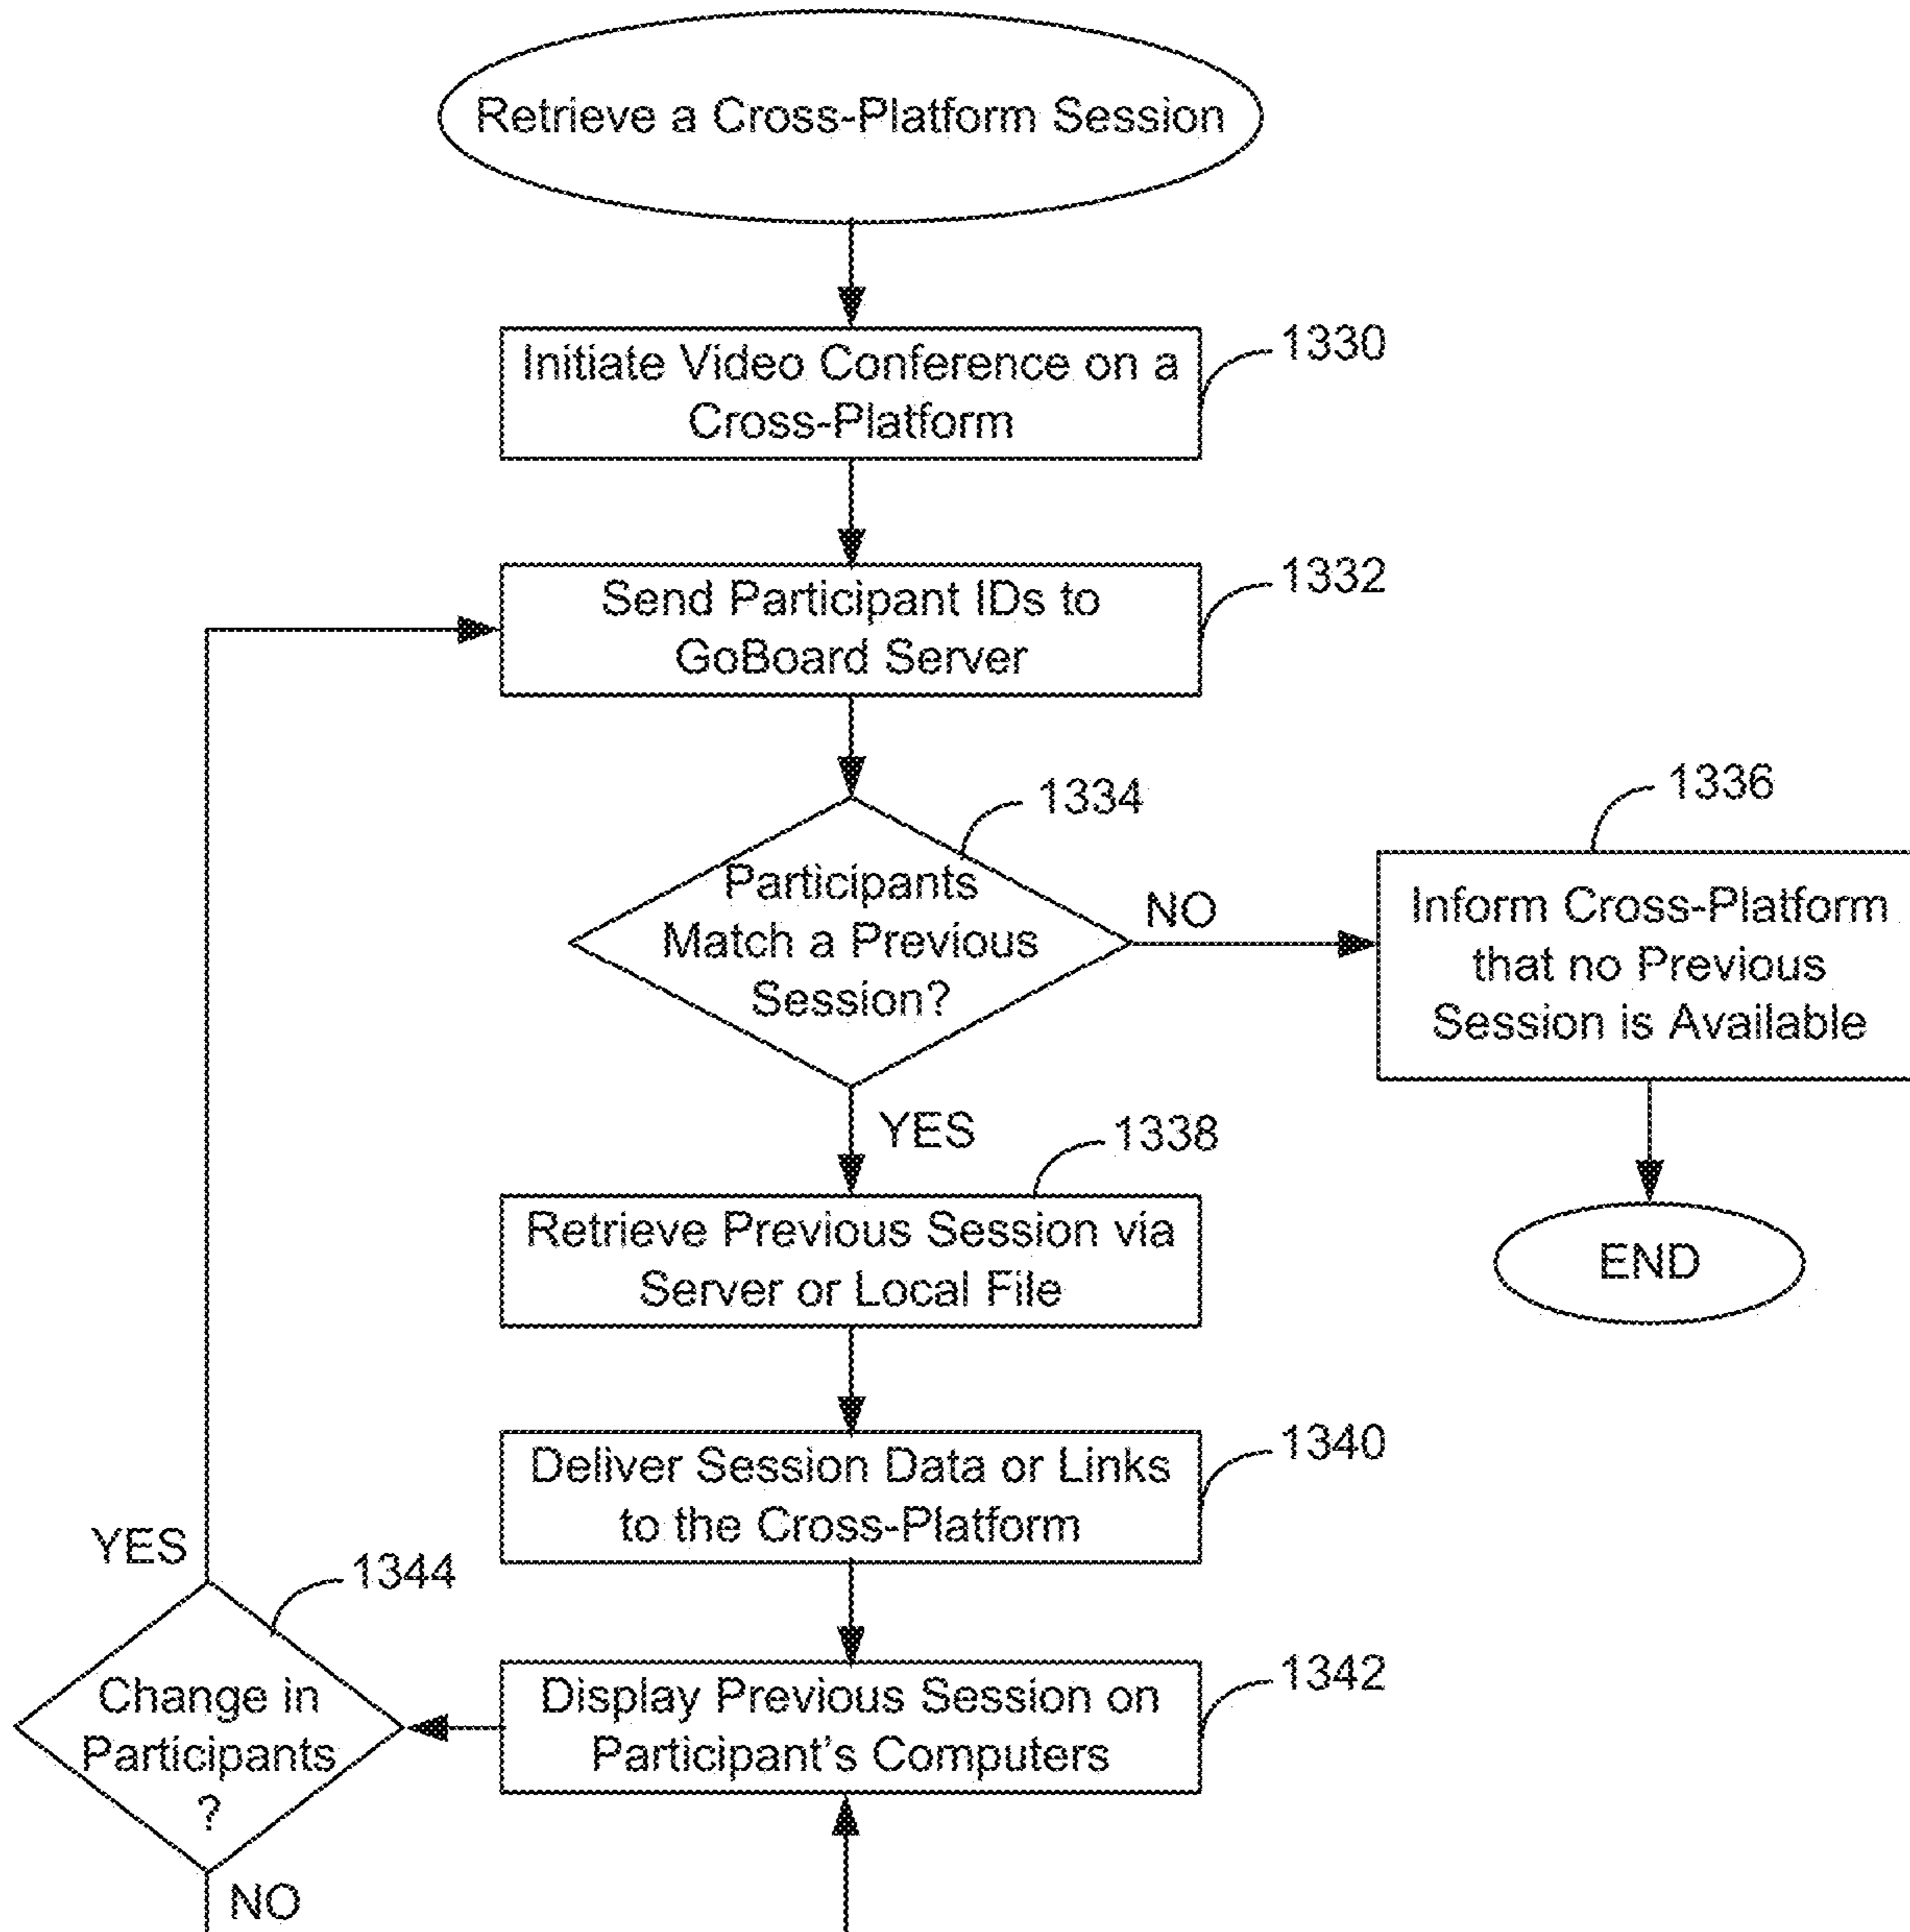 Retrieve a Cross-Platform Session
Initiate Video Conference on a
Cross-Platform
1330
Send Participant IDs to
GoBoard Server
1332
Participants
Match a Previous
Session?
1334
NO
1336
Inform Cross-Platform
that no Previous
Session is Available
END
YES
1338
Retrieve Previous Session via
Server or Local File
Deliver Session Data or Links
to the Cross-Platform
1340
Display Previous Session on
Participant's Computers
1342
YES
1344
Change in
Participants
?
NO